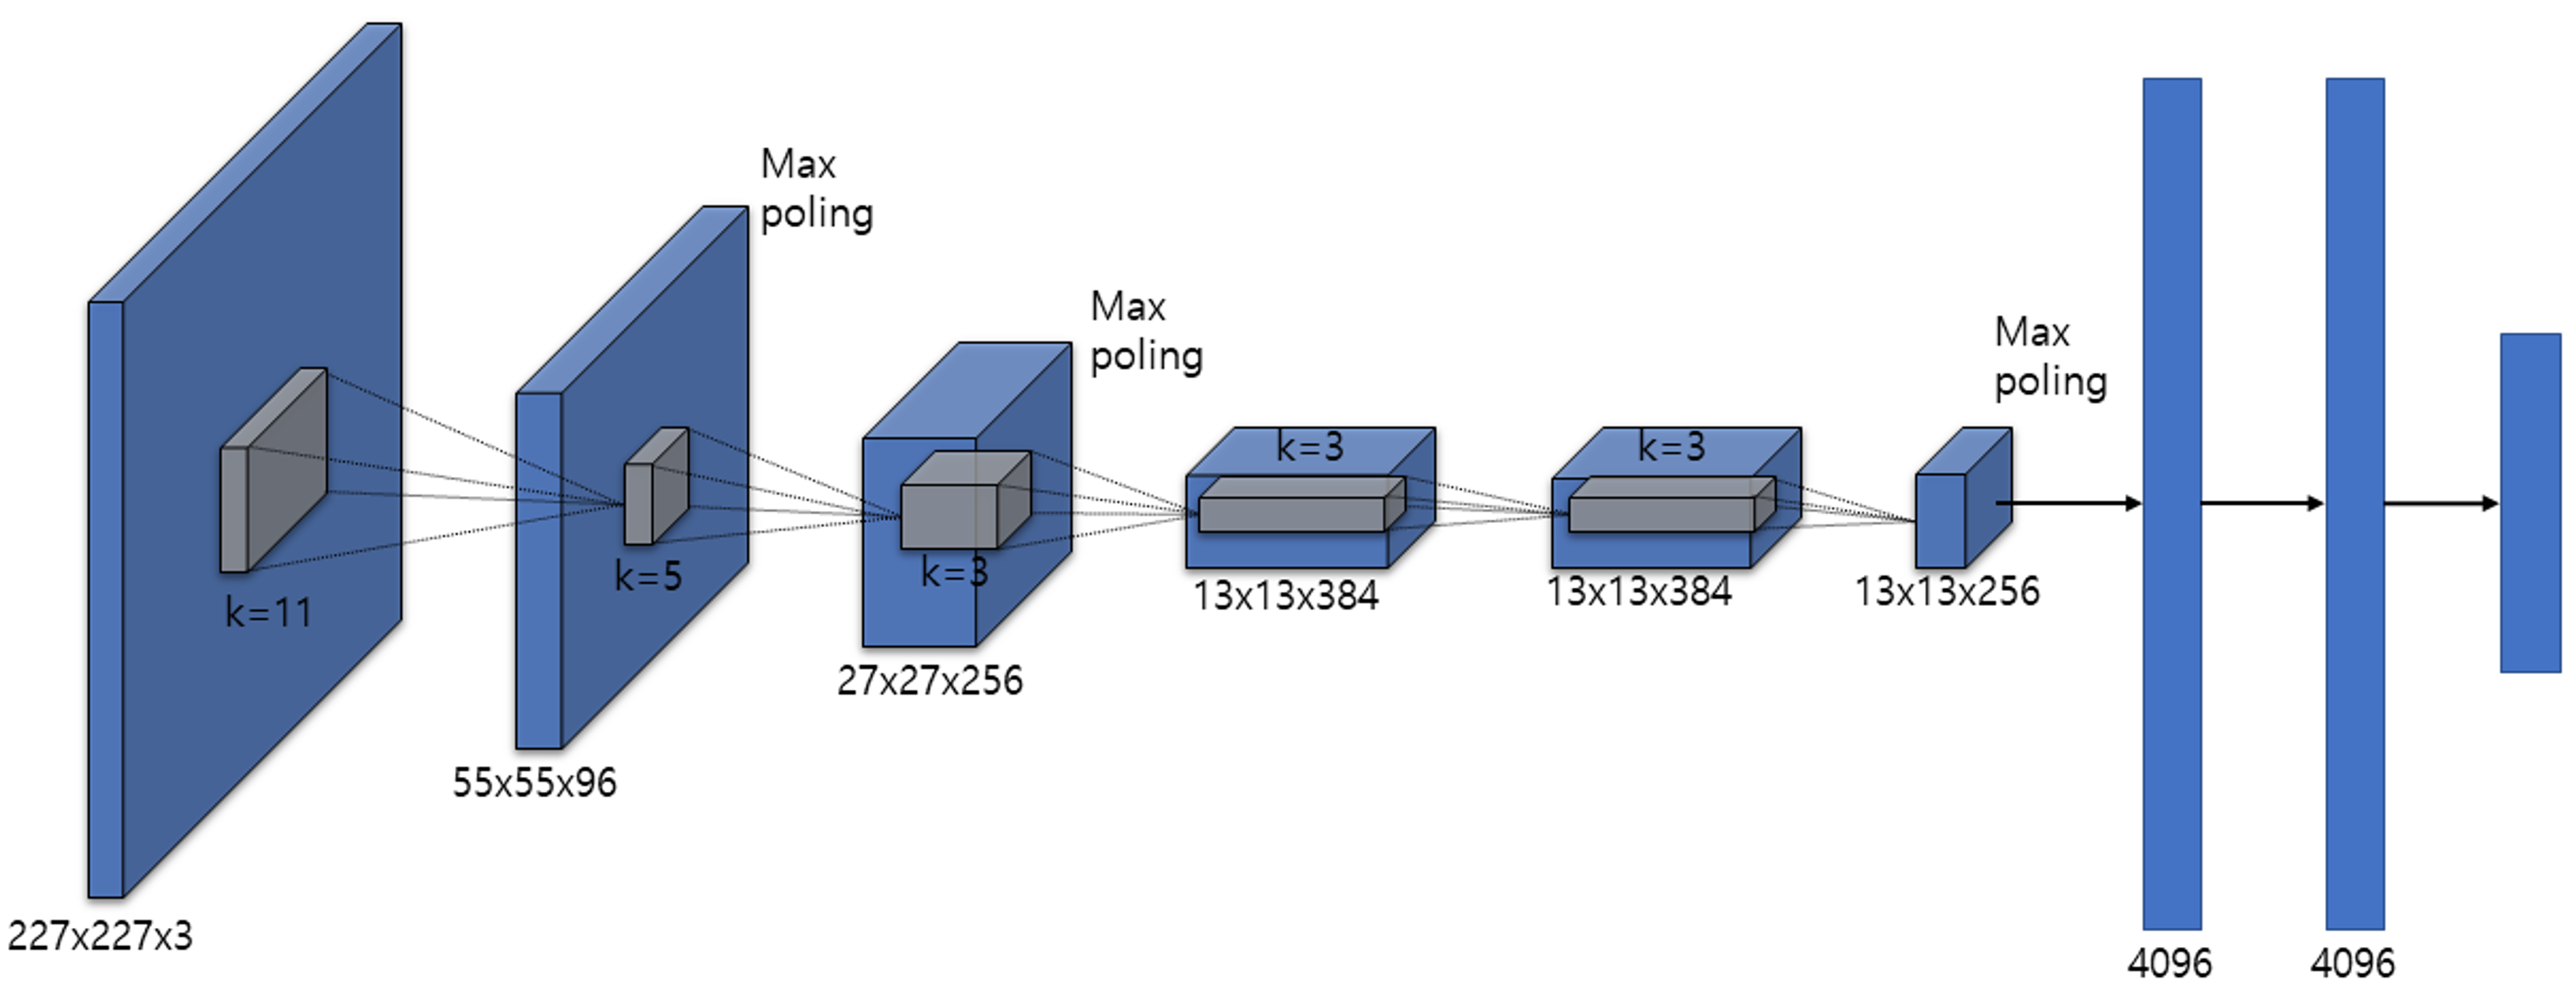 Max
poling
Max
poling
Max
poling
k=3
k=3
k=5
k=3
k=11
13x13x384
13x13x384
13x13x256
27x27x256
55x55x96
227x227x3
4096
4096